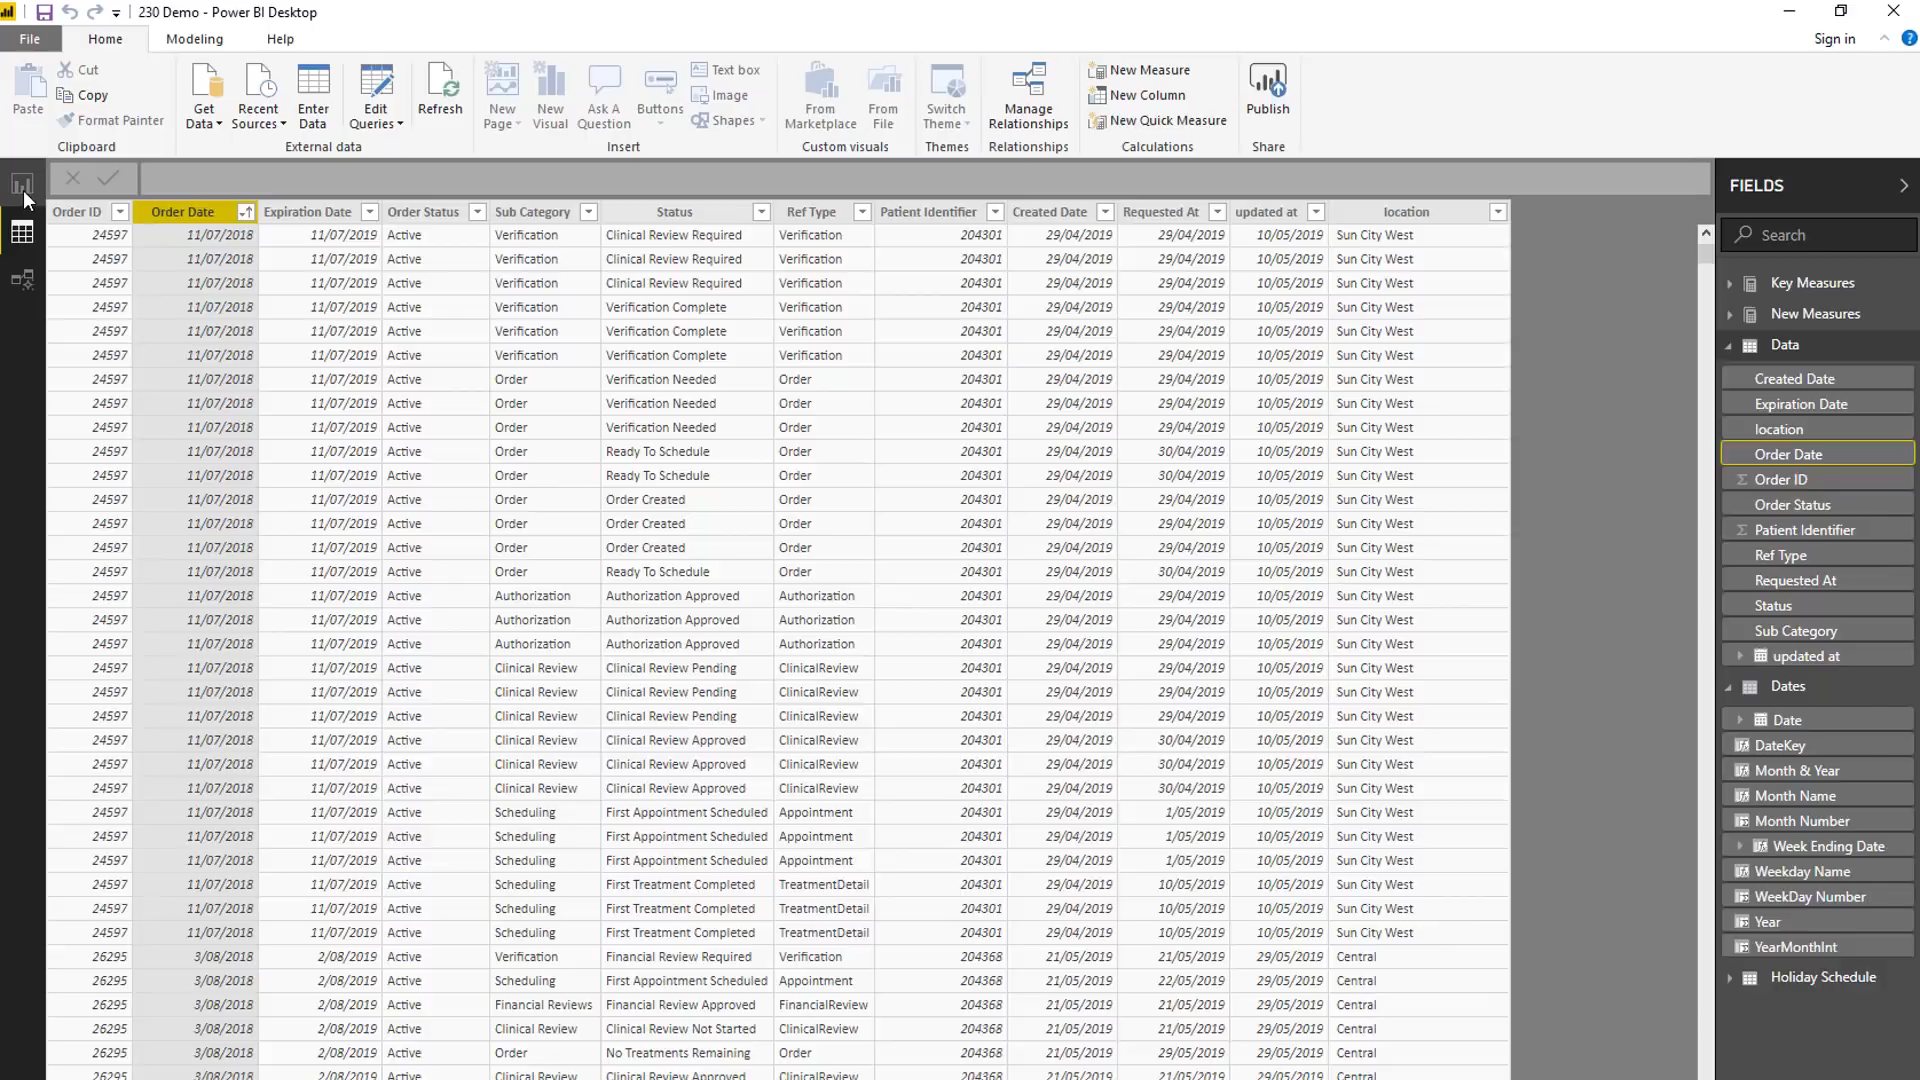 230 Demo - Power BI Desktop
File Home Modeling Help Sign in
Paste
Cut
Copy
Format Painter
Clipboard
Get Data
Recent Sources
Enter Data
Edit Queries
Refresh
External data
New Page
New Visual
Ask A Question
Buttons
Text box
Image
Shapes
Insert
From Marketplace
From File
Custom visuals
Switch Theme
Themes
Manage Relationships
Relationships
New Measure
New Column
New Quick Measure
Calculations
Publish
Share
Order ID Order Date Expiration Date Order Status Sub Category Status Ref Type Patient Identifier Created Date Requested At updated at location
24597 11/07/2018 11/07/2019 Active Verification Clinical Review Required Verification 204301 29/04/2019 29/04/2019 10/05/2019 Sun City West
24597 11/07/2018 11/07/2019 Active Verification Clinical Review Required Verification 204301 29/04/2019 29/04/2019 10/05/2019 Sun City West
24597 11/07/2018 11/07/2019 Active Verification Clinical Review Required Verification 204301 29/04/2019 29/04/2019 10/05/2019 Sun City West
24597 11/07/2018 11/07/2019 Active Verification Verification Complete Verification 204301 29/04/2019 29/04/2019 10/05/2019 Sun City West
24597 11/07/2018 11/07/2019 Active Verification Verification Complete Verification 204301 29/04/2019 29/04/2019 10/05/2019 Sun City West
24597 11/07/2018 11/07/2019 Active Verification Verification Complete Verification 204301 29/04/2019 29/04/2019 10/05/2019 Sun City West
24597 11/07/2018 11/07/2019 Active Order Verification Needed Order 204301 29/04/2019 29/04/2019 10/05/2019 Sun City West
24597 11/07/2018 11/07/2019 Active Order Verification Needed Order 204301 29/04/2019 29/04/2019 10/05/2019 Sun City West
24597 11/07/2018 11/07/2019 Active Order Verification Needed Order 204301 29/04/2019 29/04/2019 10/05/2019 Sun City West
24597 11/07/2018 11/07/2019 Active Order Ready To Schedule Order 204301 29/04/2019 30/04/2019 10/05/2019 Sun City West
24597 11/07/2018 11/07/2019 Active Order Ready To Schedule Order 204301 29/04/2019 30/04/2019 10/05/2019 Sun City West
24597 11/07/2018 11/07/2019 Active Order Order Created Order 204301 29/04/2019 29/04/2019 10/05/2019 Sun City West
24597 11/07/2018 11/07/2019 Active Order Order Created Order 204301 29/04/2019 29/04/2019 10/05/2019 Sun City West
24597 11/07/2018 11/07/2019 Active Order Order Created Order 204301 29/04/2019 29/04/2019 10/05/2019 Sun City West
24597 11/07/2018 11/07/2019 Active Order Ready To Schedule Order 204301 29/04/2019 30/04/2019 10/05/2019 Sun City West
24597 11/07/2018 11/07/2019 Active Authorization Authorization Approved Authorization 204301 29/04/2019 29/04/2019 10/05/2019 Sun City West
24597 11/07/2018 11/07/2019 Active Authorization Authorization Approved Authorization 204301 29/04/2019 29/04/2019 10/05/2019 Sun City West
24597 11/07/2018 11/07/2019 Active Authorization Authorization Approved Authorization 204301 29/04/2019 29/04/2019 10/05/2019 Sun City West
24597 11/07/2018 11/07/2019 Active Clinical Review Clinical Review Pending ClinicalReview 204301 29/04/2019 29/04/2019 10/05/2019 Sun City West
24597 11/07/2018 11/07/2019 Active Clinical Review Clinical Review Pending ClinicalReview 204301 29/04/2019 29/04/2019 10/05/2019 Sun City West
24597 11/07/2018 11/07/2019 Active Clinical Review Clinical Review Pending ClinicalReview 204301 29/04/2019 29/04/2019 10/05/2019 Sun City West
24597 11/07/2018 11/07/2019 Active Clinical Review Clinical Review Approved ClinicalReview 204301 29/04/2019 30/04/2019 10/05/2019 Sun City West
24597 11/07/2018 11/07/2019 Active Clinical Review Clinical Review Approved ClinicalReview 204301 29/04/2019 30/04/2019 10/05/2019 Sun City West
24597 11/07/2018 11/07/2019 Active Clinical Review Clinical Review Approved ClinicalReview 204301 29/04/2019 30/04/2019 10/05/2019 Sun City West
24597 11/07/2018 11/07/2019 Active Scheduling First Appointment Scheduled Appointment 204301 29/04/2019 1/05/2019 10/05/2019 Sun City West
24597 11/07/2018 11/07/2019 Active Scheduling First Appointment Scheduled Appointment 204301 29/04/2019 1/05/2019 10/05/2019 Sun City West
24597 11/07/2018 11/07/2019 Active Scheduling First Appointment Scheduled Appointment 204301 29/04/2019 1/05/2019 10/05/2019 Sun City West
24597 11/07/2018 11/07/2019 Active Scheduling First Treatment Completed TreatmentDetail 204301 29/04/2019 10/05/2019 10/05/2019 Sun City West
24597 11/07/2018 11/07/2019 Active Scheduling First Treatment Completed TreatmentDetail 204301 29/04/2019 10/05/2019 10/05/2019 Sun City West
24597 11/07/2018 11/07/2019 Active Scheduling First Treatment Completed TreatmentDetail 204301 29/04/2019 10/05/2019 10/05/2019 Sun City West
26295 3/08/2018 2/08/2019 Active Verification Financial Review Required Verification 204368 21/05/2019 21/05/2019 29/05/2019 Central
26295 3/08/2018 2/08/2019 Active Scheduling First Appointment Scheduled Appointment 204368 21/05/2019 22/05/2019 29/05/2019 Central
26295 3/08/2018 2/08/2019 Active Financial Reviews Financial Review Approved FinancialReview 204368 21/05/2019 21/05/2019 29/05/2019 Central
26295 3/08/2018 2/08/2019 Active Clinical Review Clinical Review Not Started ClinicalReview 204368 21/05/2019 21/05/2019 29/05/2019 Central
26295 3/08/2018 2/08/2019 Active Order No Treatments Remaining Order 204368 21/05/2019 29/05/2019 29/05/2019 Central
26295 3/08/2018 2/08/2019 Active Clinical Review Clinical Review Approved ClinicalReview 204368 21/05/2019 21/05/2019 29/05/2019 Central
FIELDS
Search
Key Measures
New Measures
Data
Created Date
Expiration Date
location
Order Date
Σ Order ID
Order Status
Σ Patient Identifier
Ref Type
Requested At
Status
Sub Category
updated at
Dates
Date
DateKey
Month & Year
Month Name
Month Number
Week Ending Date
Weekday Name
WeekDay Number
Year
YearMonthInt
Holiday Schedule